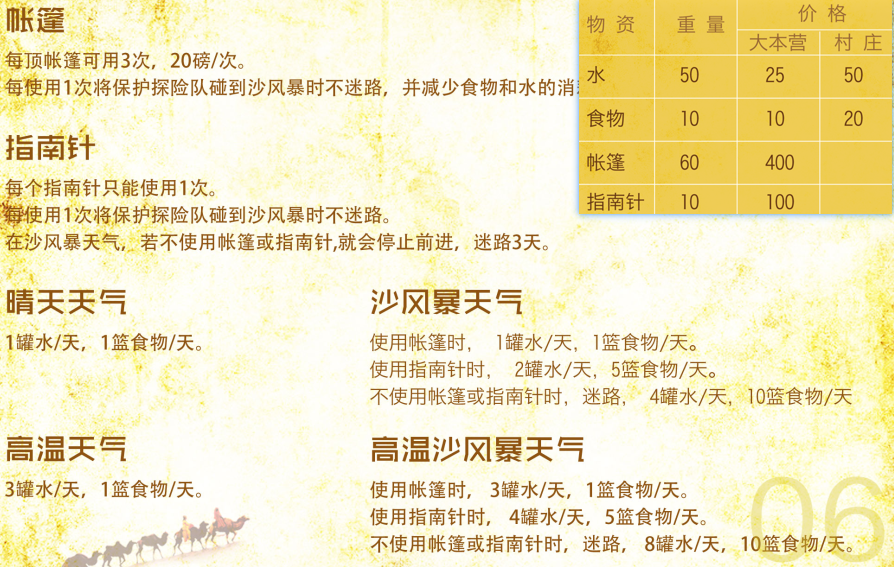 帐篷
每顶帐篷可用3次，20磅/次。
每使用1次将保护探险队碰到沙风暴时不迷路，并减少食物和水的消
指南针
每个指南针只能使用1次。
每使用1次将保护探险队碰到沙风暴时不迷路。
在沙风暴天气，若不使用帐篷或指南针,就会停止前进，迷路3天。
物 资 重 量 价 格
大本营 村 庄
水 50 25 50
食物 10 10 20
帐篷 60 400
指南针 10 100
晴天天气
1罐水/天，1篮食物/天。
沙风暴天气
使用帐篷时， 1罐水/天，1篮食物/天。
使用指南针时， 2罐水/天，5篮食物/天。
不使用帐篷或指南针时，迷路， 4罐水/天，10篮食物/天
高温天气
3罐水/天，1篮食物/天。
高温沙风暴天气
使用帐篷时， 3罐水/天，1篮食物/天。
使用指南针时， 4罐水/天，5篮食物/天。
不使用帐篷或指南针时，迷路， 8罐水/天，10篮食物/天。
06